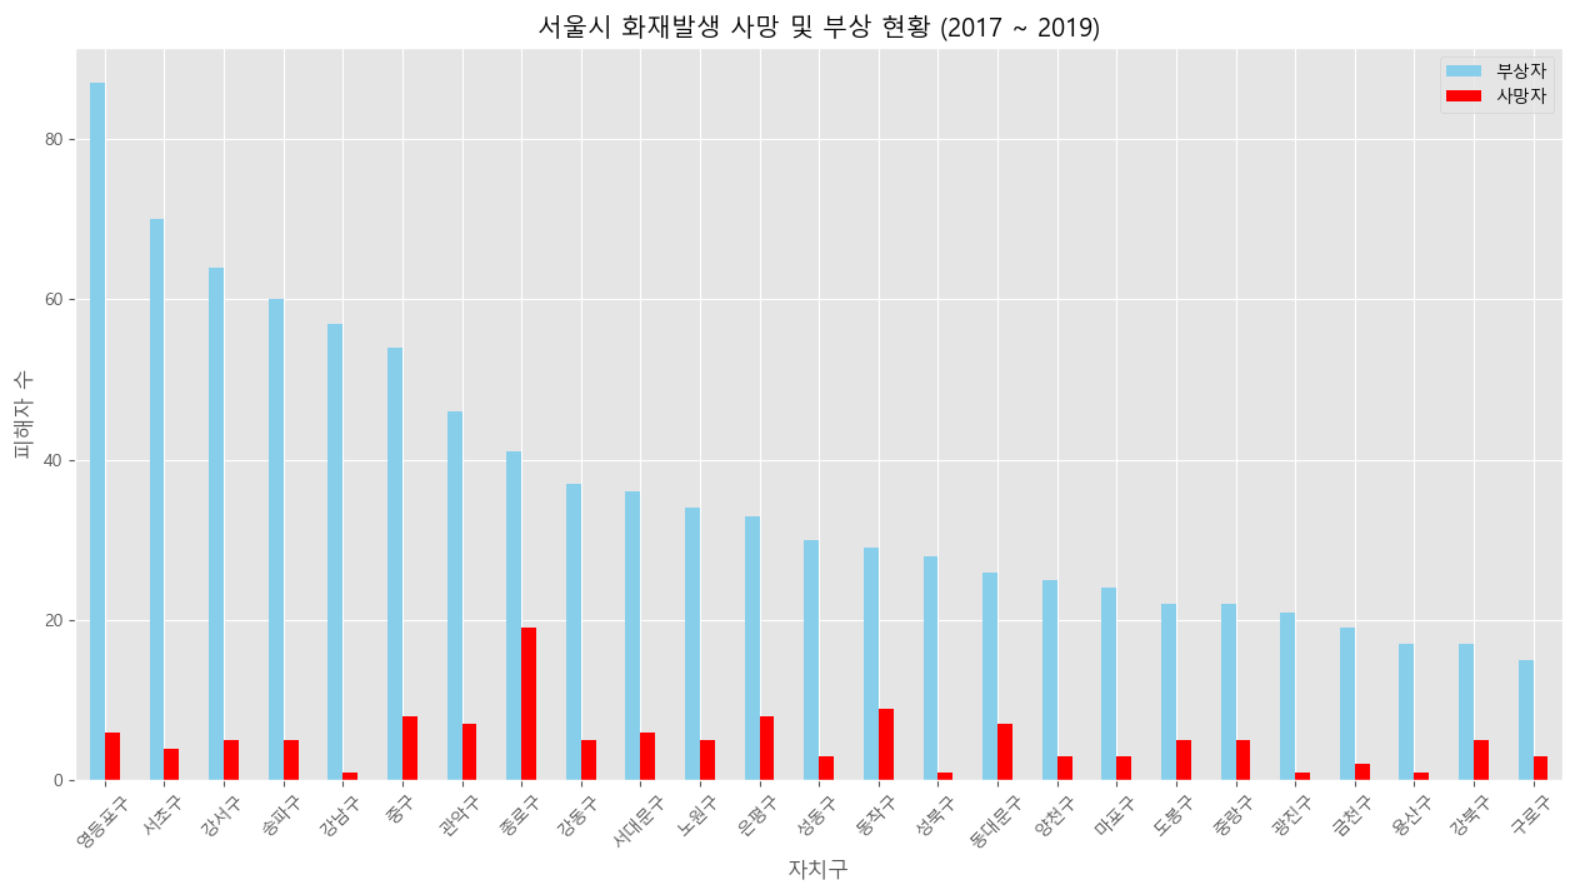 서울시 화재발생 사망 및 부상 현황 (2017 ~ 2019)
부상자
사망자
피해자 수
80
60
40
20
0
영등포구
서초구
강서구
송파구
강남구
중구
관악구
종로구
강동구
서대문구
노원구
은평구
성동구
동작구
성북구
동대문구
양천구
마포구
도봉구
중랑구
광진구
금천구
용산구
강북구
구로구
자치구